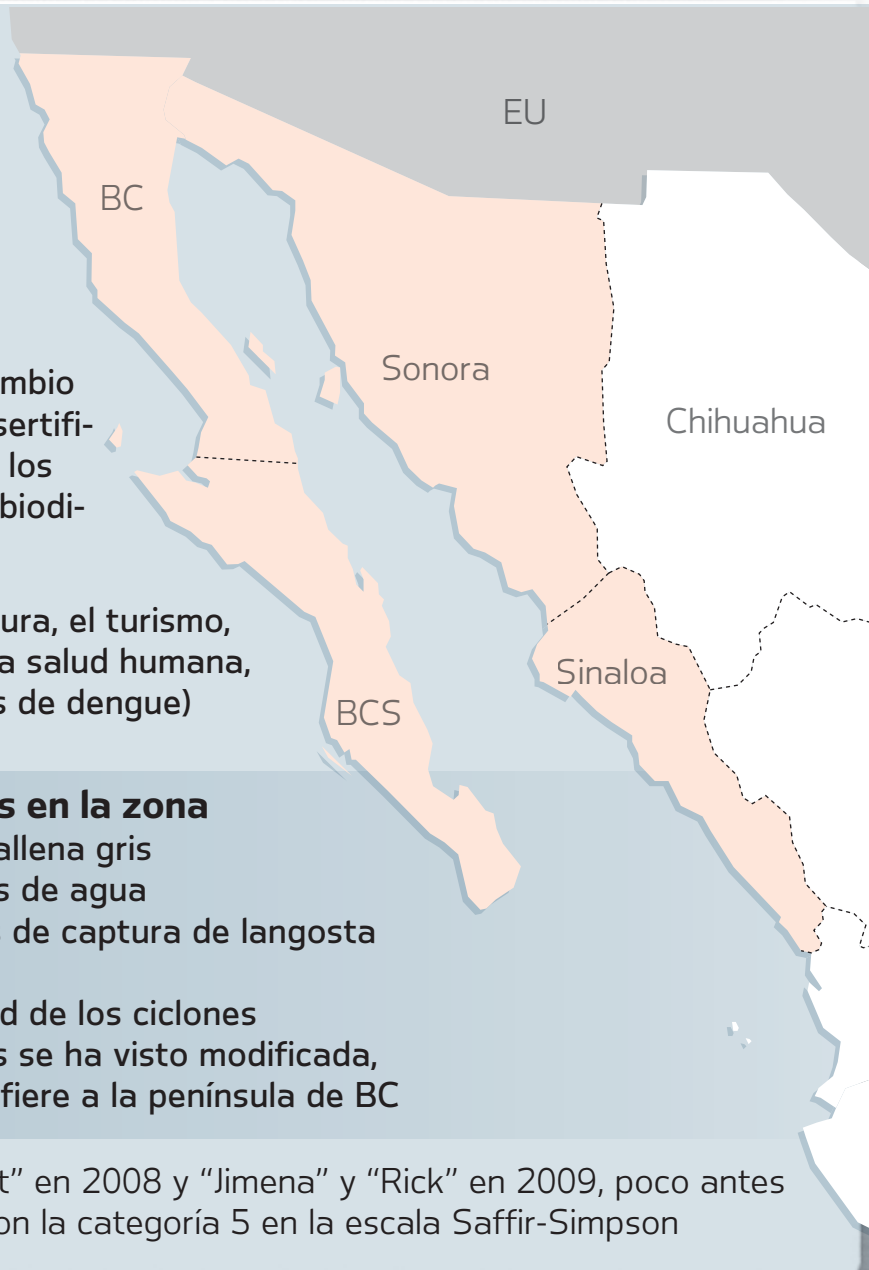 EU
BC
Sonora
Chihuahua
mbio
sertifi-
los
biodi-
ura, el turismo,
a salud humana,
s de dengue)
Sinaloa
BCS
s en la zona
allena gris
s de agua
s de captura de langosta
d de los ciclones
s se ha visto modificada,
fiere a la península de BC
t” en 2008 y “Jimena” y “Rick” en 2009, poco antes
on la categoría 5 en la escala Saffir-Simpson